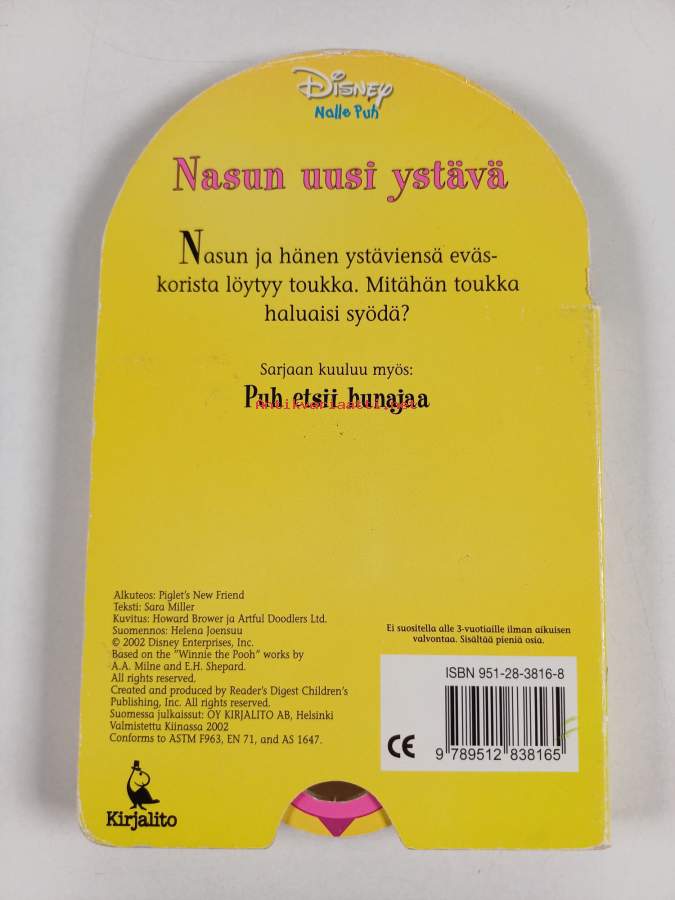 Disney
Nalle Puh
Nasun uusi ystävä
Nasun ja hänen ystäviensä eväs-
korista löytyy toukka. Mitähän toukka
haluaisi syödä?
Sarjaan kuuluu myös:
Puh etsii hunajaa
Antikvariaatti.net
Alkuteos: Piglet's New Friend
Teksti: Sara Miller
Kuvitus: Howard Brower ja Artful Doodlers Ltd.
Suomennos: Helena Joensuu
© 2002 Disney Enterprises, Inc.
Based on the "Winnie the Pooh" works by
A.A. Milne and E.H. Shepard.
All rights reserved.
Created and produced by Reader's Digest Children's
Publishing, Inc. All rights reserved.
Suomessa julkaissut: OY KIRJALITO AB, Helsinki
Valmistettu Kiinassa 2002
Conforms to ASTM F963, EN 71, and AS 1647.
Kirjalito
Ei suositella alle 3-vuotiaille ilman aikuisen
valvontaa. Sisältää pieniä osia.
ISBN 951-28-3816-8
CE
9 789512 838165